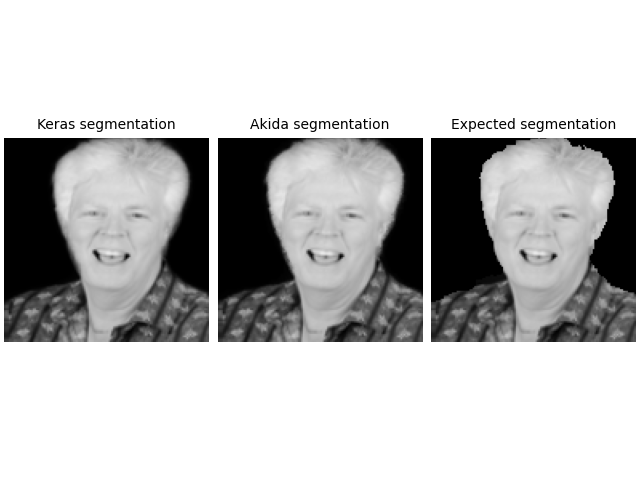 Keras segmentation
Akida segmentation
Expected segmentation